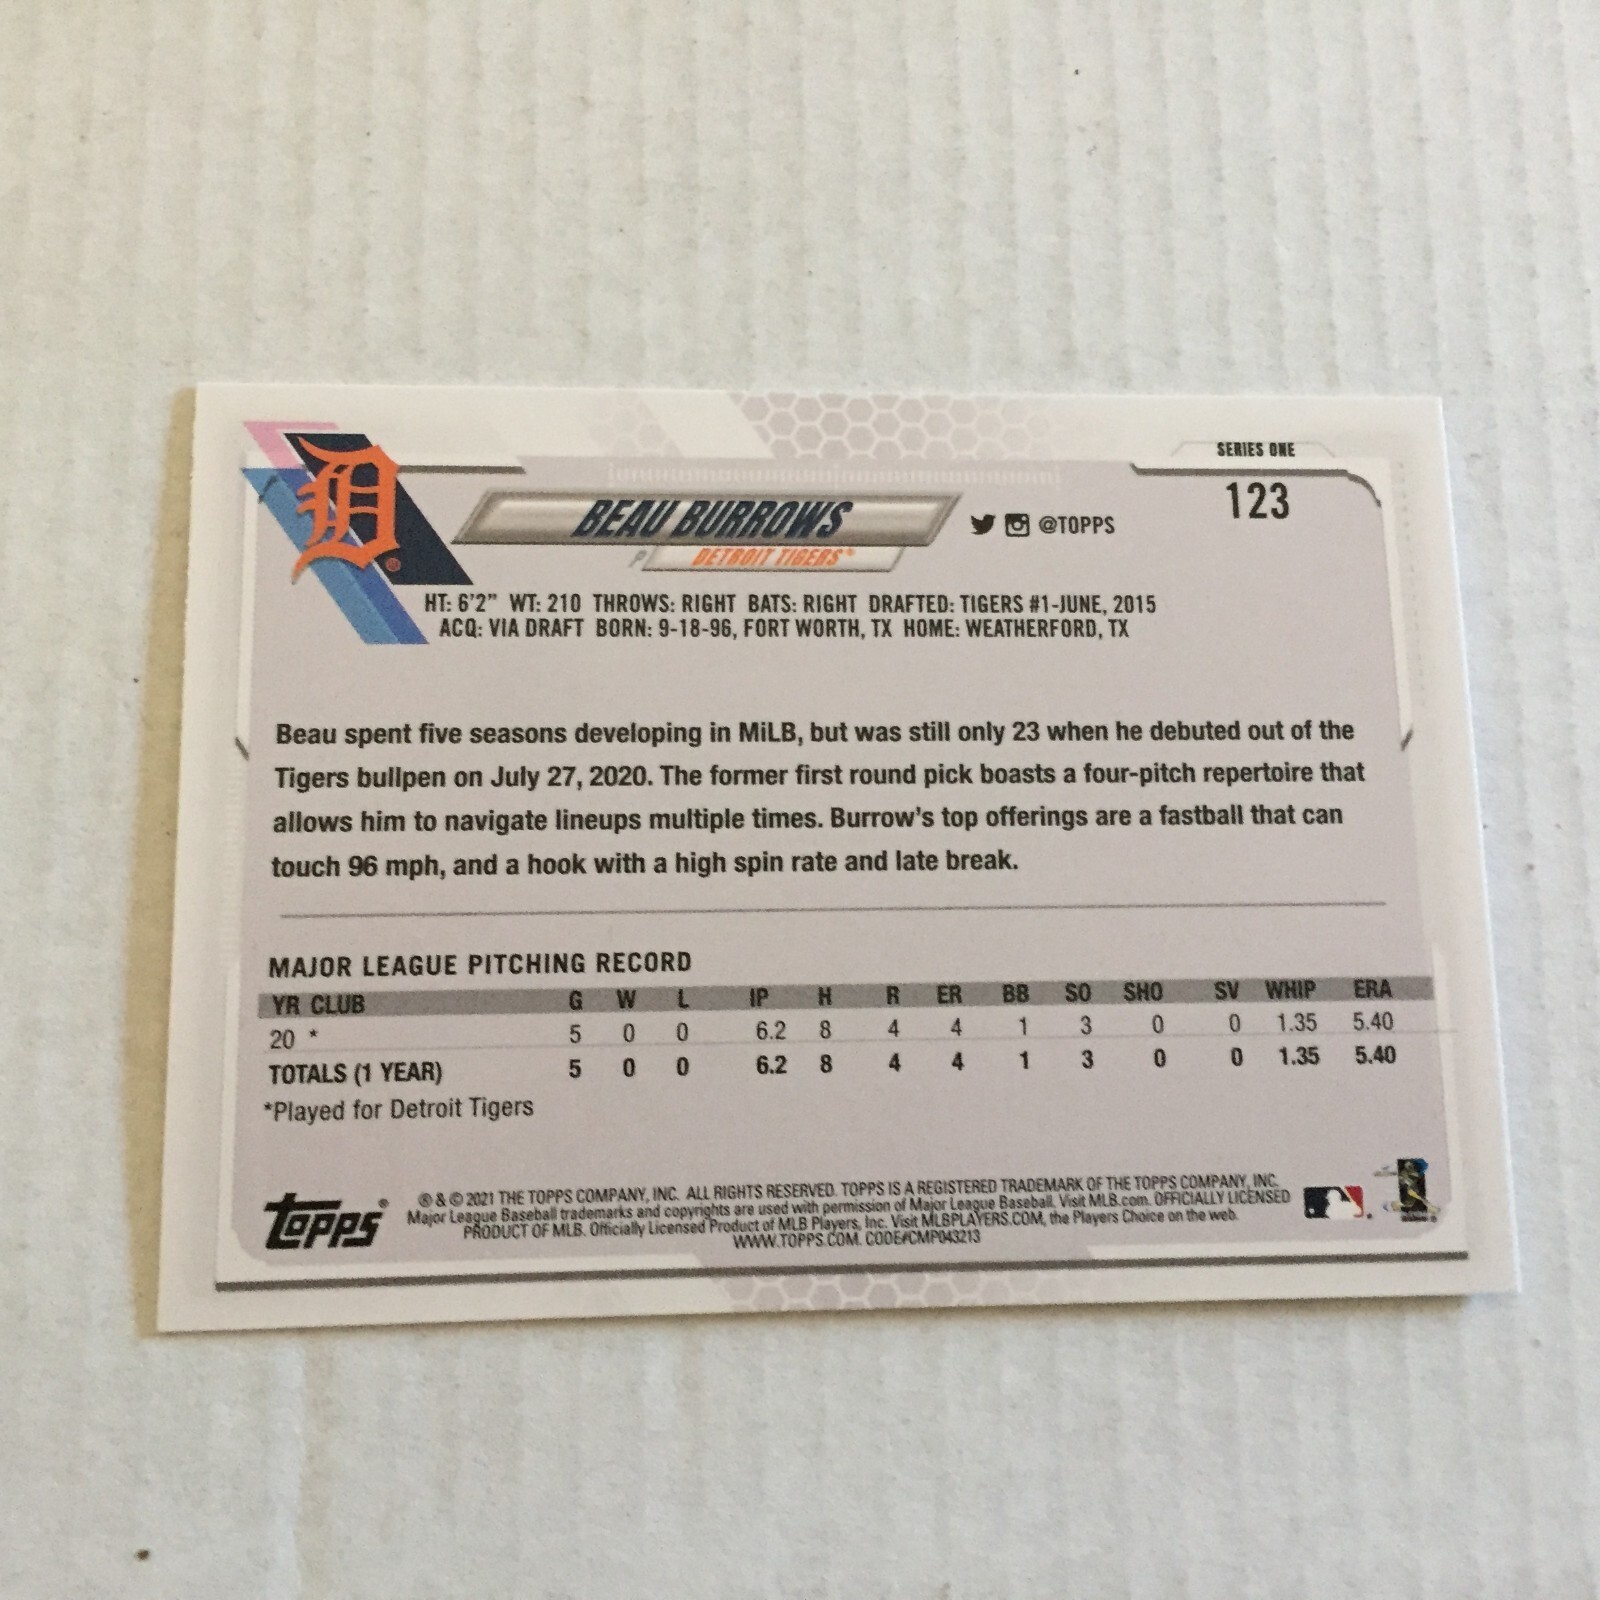 SERIES ONE
123
D
BEAU BURROWS
@TOPPS
P DETROIT TIGERS®
HT: 6'2" WT: 210 THROWS: RIGHT BATS: RIGHT DRAFTED: TIGERS #1-JUNE, 2015
ACQ: VIA DRAFT BORN: 9-18-96, FORT WORTH, TX HOME: WEATHERFORD, TX
Beau spent five seasons developing in MiLB, but was still only 23 when he debuted out of the
Tigers bullpen on July 27, 2020. The former first round pick boasts a four-pitch repertoire that
allows him to navigate lineups multiple times. Burrow's top offerings are a fastball that can
touch 96 mph, and a hook with a high spin rate and late break.
MAJOR LEAGUE PITCHING RECORD
YR CLUB G W L IP H R ER BB SO SHO SV WHIP ERA
20 * 5 0 0 6.2 8 4 4 1 3 0 0 1.35 5.40
TOTALS (1 YEAR) 5 0 0 6.2 8 4 4 1 3 0 0 1.35 5.40
*Played for Detroit Tigers
Topps®
® & © 2021 THE TOPPS COMPANY, INC. ALL RIGHTS RESERVED. TOPPS IS A REGISTERED TRADEMARK OF THE TOPPS COMPANY, INC.
Major League Baseball trademarks and copyrights are used with permission of Major League Baseball. Visit MLB.com. OFFICIALLY LICENSED
PRODUCT OF MLB. Officially Licensed Product of MLB Players, Inc. Visit MLBPLAYERS.COM, the Players Choice on the web.
WWW.TOPPS.COM. CODE#CMP043213